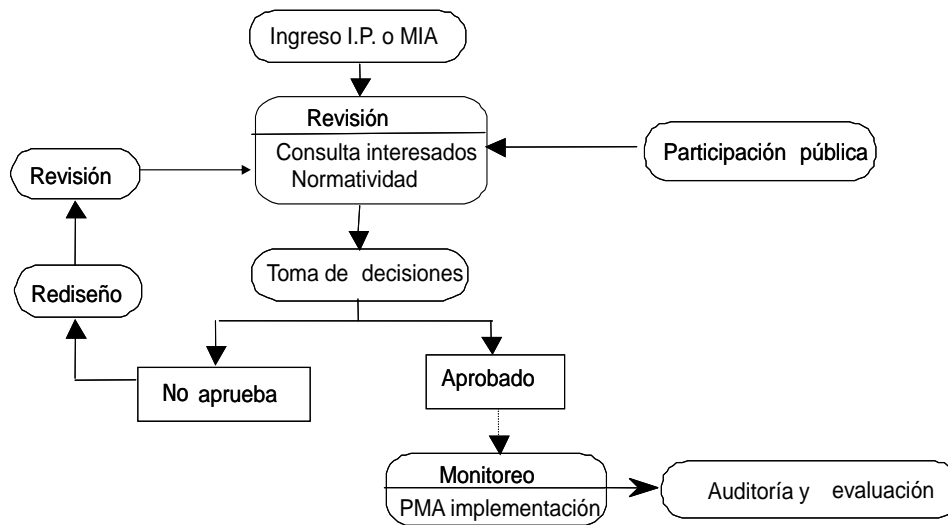 Ingreso I.P. o MIA
Revisión
Consulta interesados
Normatividad
Participación pública
Revisión
Toma de decisiones
Rediseño
No aprueba
Aprobado
Monitoreo
PMA implementación
Auditoría y evaluación